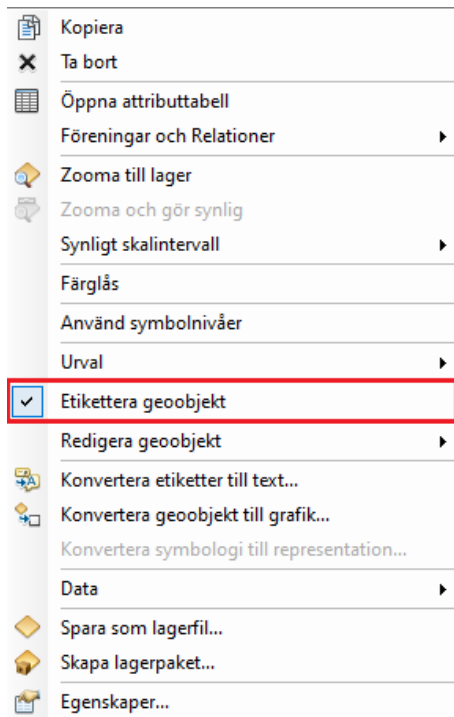 Kopiera
Ta bort
Öppna attributtabell
Föreningar och Relationer
Zooma till lager
Zooma och gör synlig
Synligt skalintervall
Färglås
Använd symbolnivåer
Urval
Etikettera geoobjekt
Redigera geoobjekt
Konvertera etiketter till text...
Konvertera geoobjekt till grafik...
Konvertera symbologi till representation...
Data
Spara som lagerfil...
Skapa lagerpaket...
Egenskaper...